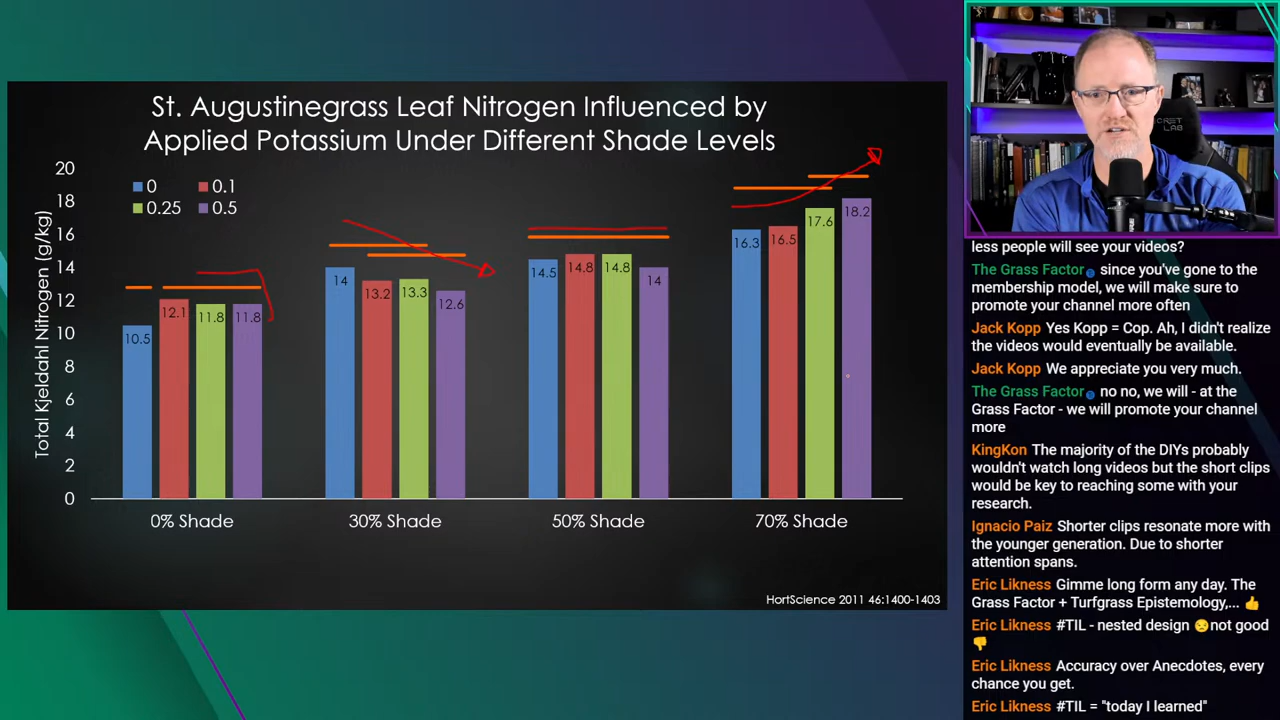 St. Augustinegrass Leaf Nitrogen Influenced by
Applied Potassium Under Different Shade Levels
Total Kjeldahl Nitrogen (g/kg)
20
18
16
14
12
10
8
6
4
2
0
0 0.1
0.25 0.5
10.5 12.1 11.8 11.8
14 13.2 13.3 12.6
14.5 14.8 14.8 14
16.3 16.5 17.6 18.2
0% Shade 30% Shade 50% Shade 70% Shade
HortScience 2011 46:1400-1403
SECRET
LAB
less people will see your videos?
The Grass Factor since you've gone to the
membership model, we will make sure to
promote your channel more often
Jack Kopp Yes Kopp = Cop. Ah, I didn't realize
the videos would eventually be available.
Jack Kopp We appreciate you very much.
The Grass Factor no no, we will - at the
Grass Factor - we will promote your channel
more
KingKon The majority of the DIYs probably
wouldn't watch long videos but the short clips
would be key to reaching some with your
research.
Ignacio Paiz Shorter clips resonate more with
the younger generation. Due to shorter
attention spans.
Eric Likness Gimme long form any day. The
Grass Factor + Turfgrass Epistemology,... 👍
Eric Likness #TIL - nested design 😟not good
👎
Eric Likness Accuracy over Anecdotes, every
chance you get.
Eric Likness #TIL = "today I learned"